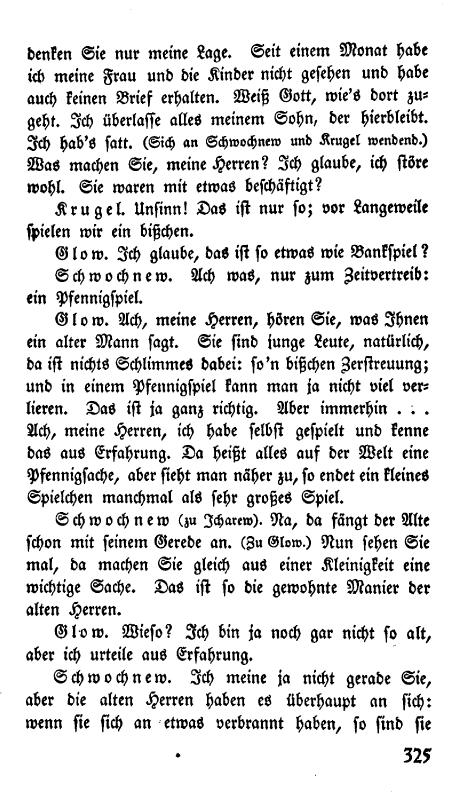 denken Sie nur meine Lage. Seit einem Monat habe
ich meine Frau und die Kinder nicht gesehen und habe
auch keinen Brief erhalten. Weiß Gott, wie's dort zu-
geht. Ich überlasse alles meinem Sohn, der hierbleibt.
Ich hab's satt. (Sich an Schwochnew und Krugel wendend.)
Was machen Sie, meine Herren? Ich glaube, ich störe
wohl. Sie waren mit etwas beschäftigt?
Krugel. Unsinn! Das ist nur so; vor Langeweile
spielen wir ein bißchen.
Glow. Ich glaube, das ist so etwas wie Bankspiel?
Schwochnew. Ach was, nur zum Zeitvertreib:
ein Pfennigspiel.
Glow. Ach, meine Herren, hören Sie, was Ihnen
ein alter Mann sagt. Sie sind junge Leute, natürlich,
da ist nichts Schlimmes dabei: so'n bißchen Zerstreuung;
und in einem Pfennigspiel kann man ja nicht viel ver-
lieren. Das ist ja ganz richtig. Aber immerhin . . .
Ach, meine Herren, ich habe selbst gespielt und kenne
das aus Erfahrung. Da heißt alles auf der Welt eine
Pfennigsache, aber sieht man näher zu, so endet ein kleines
Spielchen manchmal als sehr großes Spiel.
Schwochnew (zu Icharew). Na, da fängt der Alte
schon mit seinem Gerede an. (Zu Glow.) Nun sehen Sie
mal, da machen Sie gleich aus einer Kleinigkeit eine
wichtige Sache. Das ist so die gewohnte Manier der
alten Herren.
Glow. Wieso? Ich bin ja noch gar nicht so alt,
aber ich urteile aus Erfahrung.
Schwochnew. Ich meine ja nicht gerade Sie,
aber die alten Herren haben es überhaupt an sich:
wenn sie sich an etwas verbrannt haben, so sind sie
325